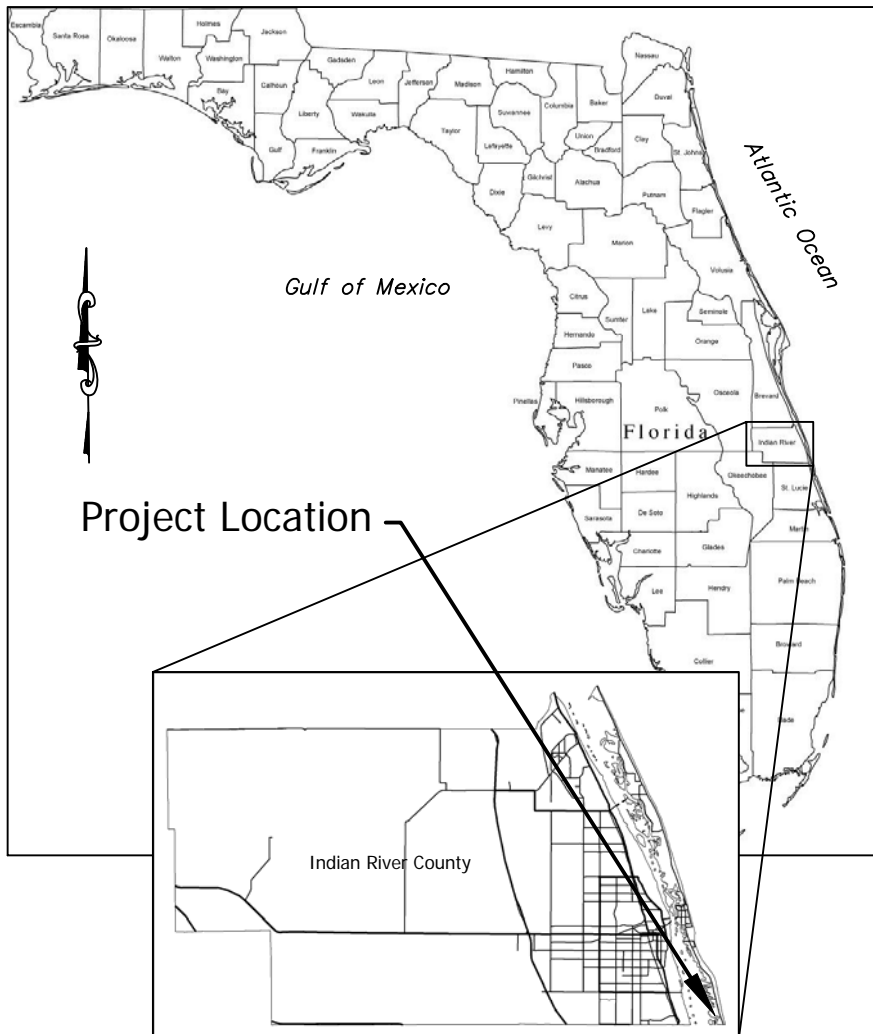 Escambia
Santa Rosa
Okaloosa
Walton
Holmes
Washington
Bay
Jackson
Calhoun
Gulf
Liberty
Gadsden
Franklin
Leon
Wakulla
Jefferson
Madison
Taylor
Hamilton
Suwannee
Lafayette
Dixie
Columbia
Gilchrist
Baker
Union
Bradford
Alachua
Levy
Nassau
Duval
Clay
St. Johns
Putnam
Flagler
Marion
Volusia
Atlantic Ocean
Gulf of Mexico
Citrus
Sumter
Lake
Seminole
Hernando
Orange
Pasco
Pinellas
Hillsborough
Polk
Osceola
Brevard
Florida
Indian River
Manatee
Hardee
Highlands
Okeechobee
St. Lucie
Sarasota
De Soto
Martin
Charlotte
Glades
Lee
Hendry
Palm Beach
Broward
Collier
Dade
Project Location
Indian River County